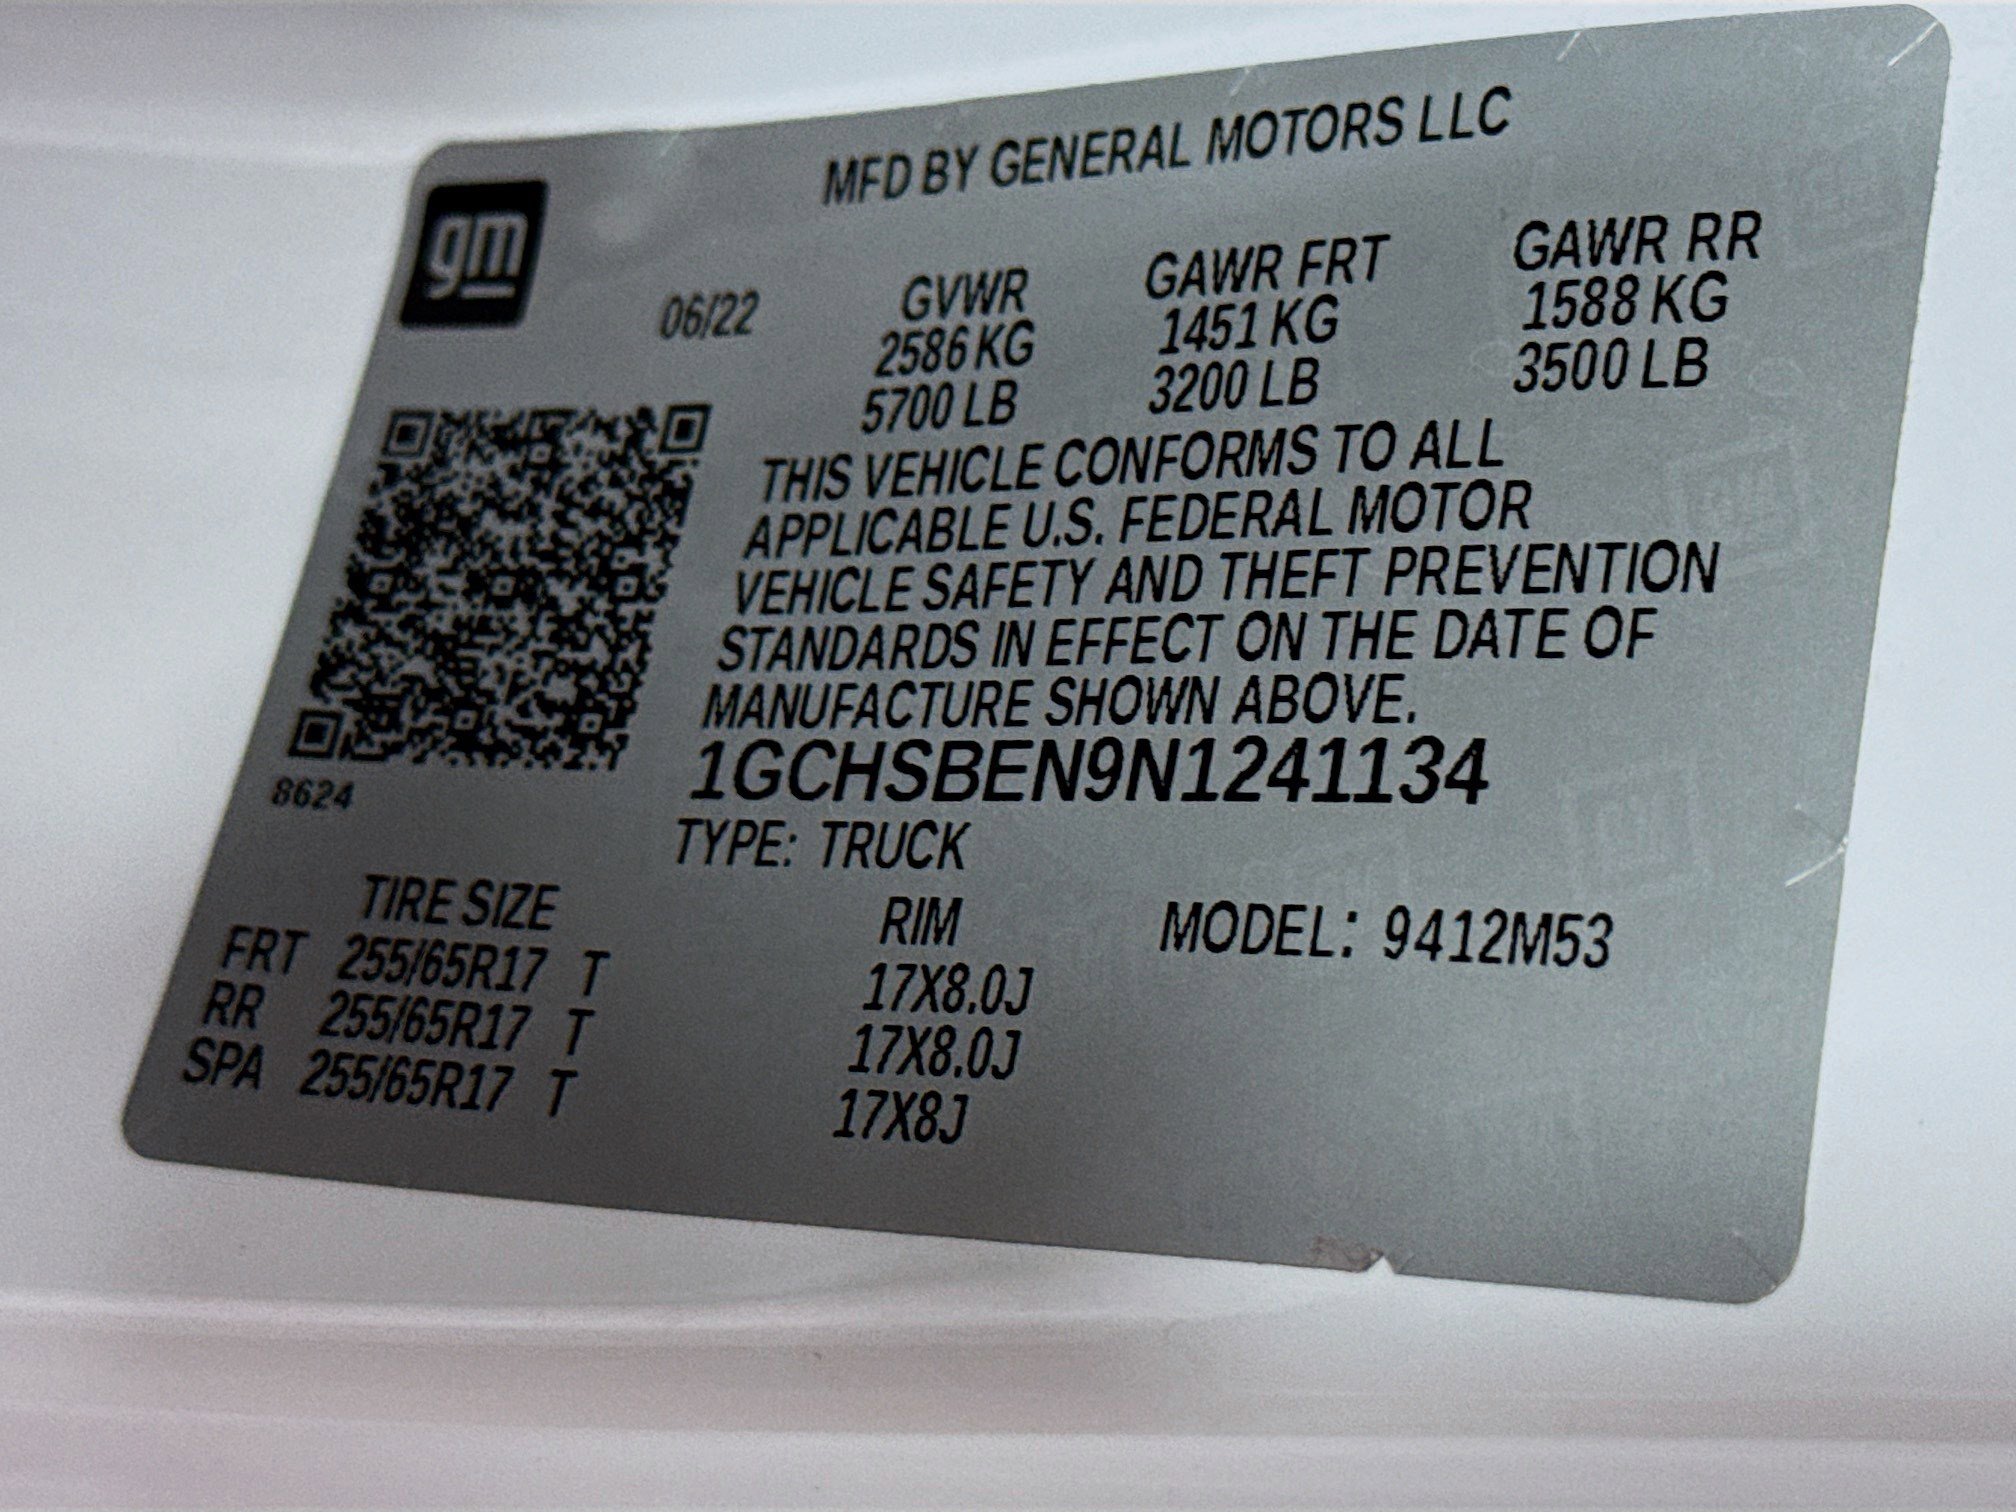 gm
MFD BY GENERAL MOTORS LLC
06/22 GVWR GAWR FRT GAWR RR
2586 KG 1451 KG 1588 KG
5700 LB 3200 LB 3500 LB
THIS VEHICLE CONFORMS TO ALL
APPLICABLE U.S. FEDERAL MOTOR
VEHICLE SAFETY AND THEFT PREVENTION
STANDARDS IN EFFECT ON THE DATE OF
MANUFACTURE SHOWN ABOVE.
1GCHSBEN9N1241134
8624
TYPE: TRUCK
TIRE SIZE RIM MODEL: 9412M53
FRT 255/65R17 T 17X8.0J
RR 255/65R17 T 17X8.0J
SPA 255/65R17 T 17X8J